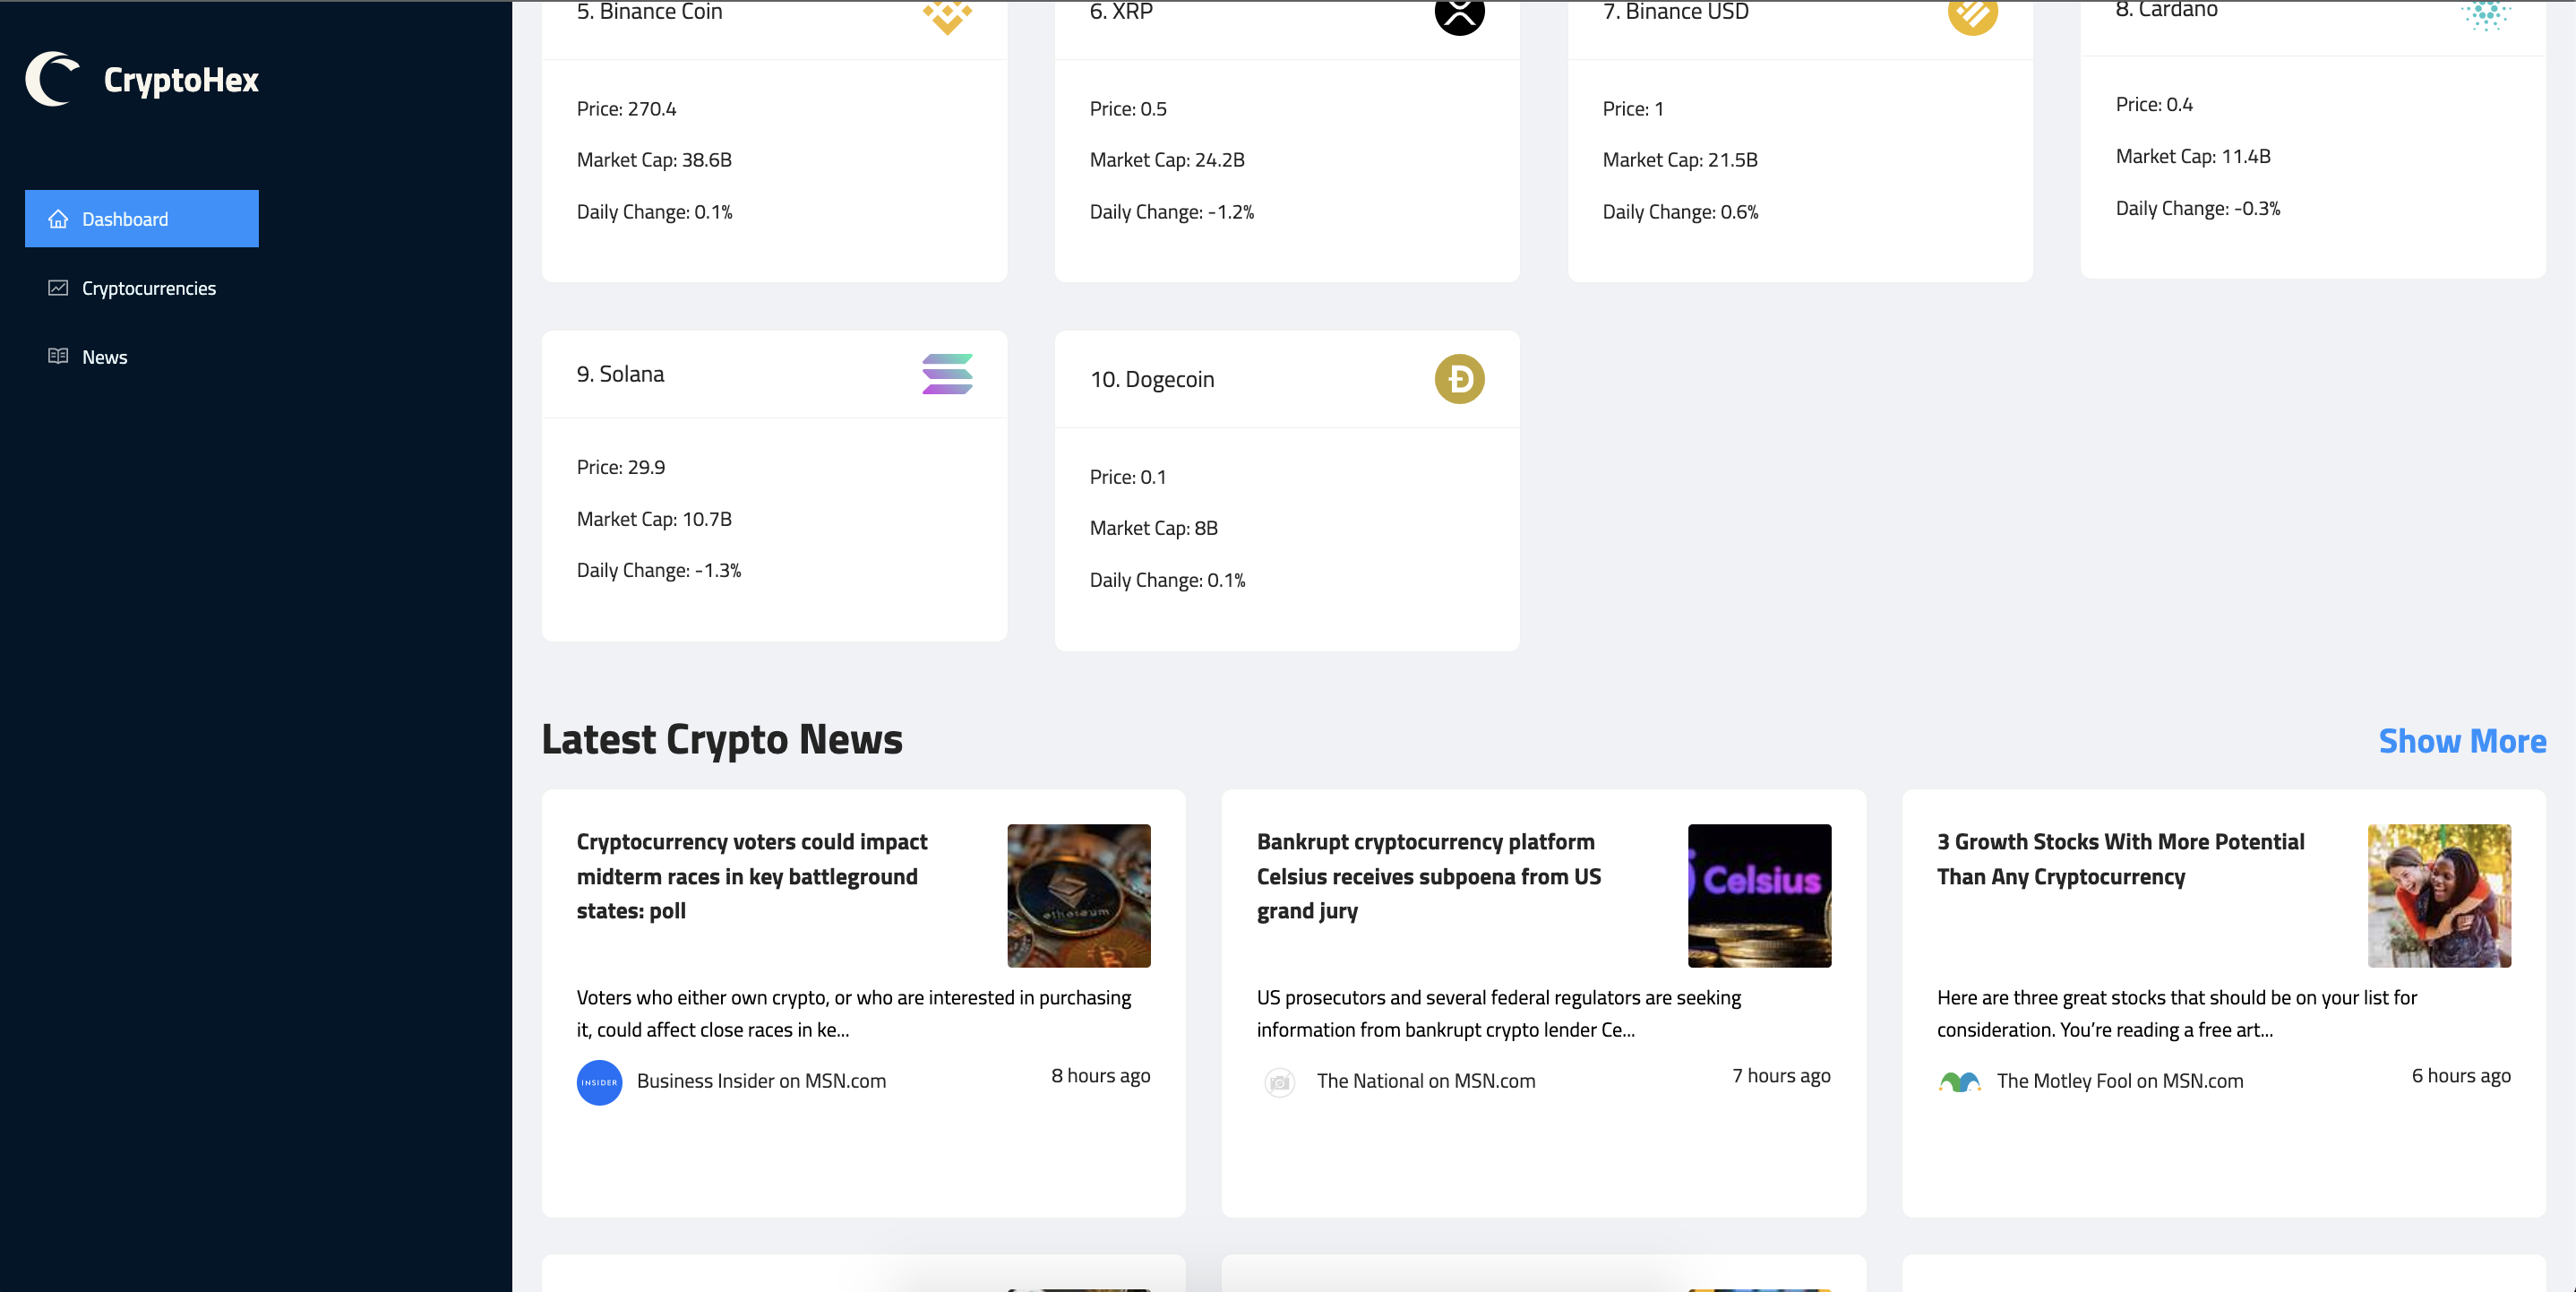 CryptoHex
Dashboard
Cryptocurrencies
News
5. Binance Coin
Price: 270.4
Market Cap: 38.6B
Daily Change: 0.1%
6. XRP
Price: 0.5
Market Cap: 24.2B
Daily Change: -1.2%
7. Binance USD
Price: 1
Market Cap: 21.5B
Daily Change: 0.6%
8. Cardano
Price: 0.4
Market Cap: 11.4B
Daily Change: -0.3%
9. Solana
Price: 29.9
Market Cap: 10.7B
Daily Change: -1.3%
10. Dogecoin
Price: 0.1
Market Cap: 8B
Daily Change: 0.1%
Latest Crypto News
Show More
Cryptocurrency voters could impact
midterm races in key battleground
states: poll
ethereum
Voters who either own crypto, or who are interested in purchasing
it, could affect close races in ke...
INSIDER
Business Insider on MSN.com
8 hours ago
Bankrupt cryptocurrency platform
Celsius receives subpoena from US
grand jury
Celsius
US prosecutors and several federal regulators are seeking
information from bankrupt crypto lender Ce...
The National on MSN.com
7 hours ago
3 Growth Stocks With More Potential
Than Any Cryptocurrency
Here are three great stocks that should be on your list for
consideration. You’re reading a free art...
The Motley Fool on MSN.com
6 hours ago